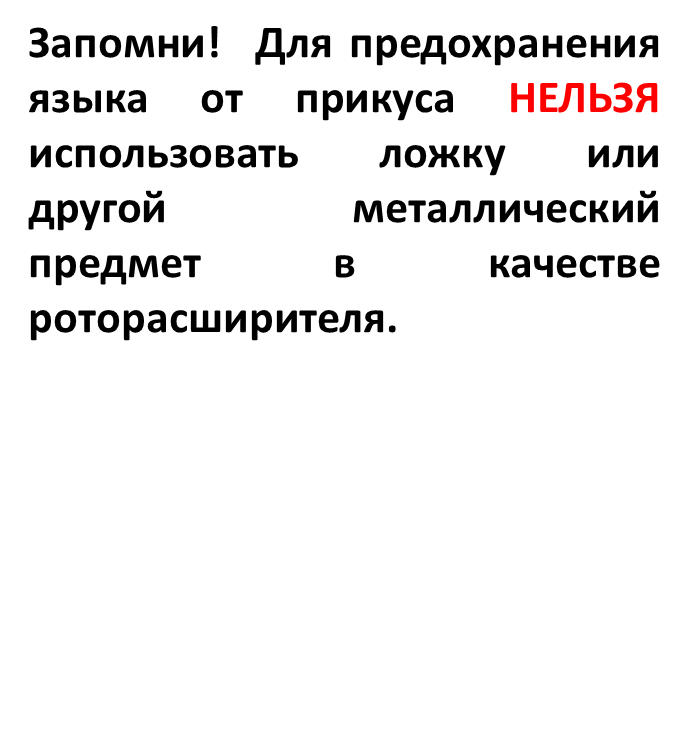 Запомни! Для предохранения
языка от прикуса НЕЛЬЗЯ
использовать ложку или
другой металлический
предмет в качестве
роторасширителя.